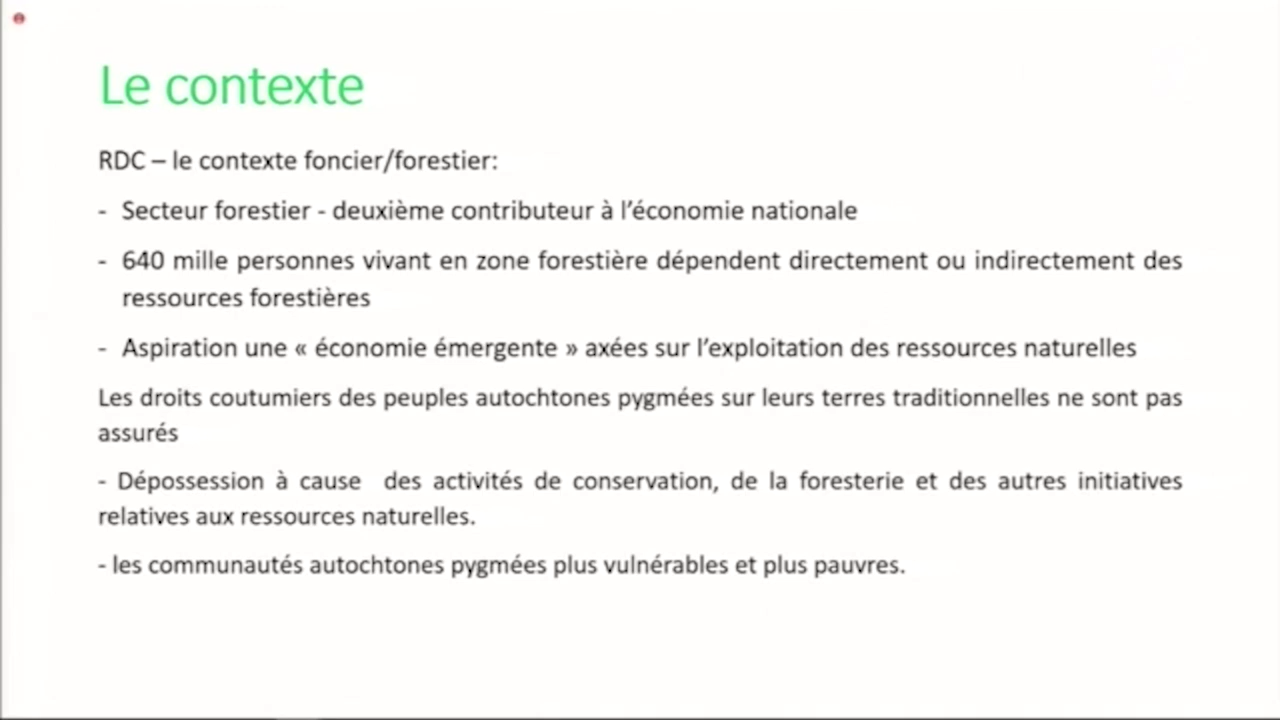 Le contexte
RDC – le contexte foncier/forestier:
- Secteur forestier - deuxième contributeur à l’économie nationale
- 640 mille personnes vivant en zone forestière dépendent directement ou indirectement des
ressources forestières
- Aspiration une « économie émergente » axées sur l’exploitation des ressources naturelles
Les droits coutumiers des peuples autochtones pygmées sur leurs terres traditionnelles ne sont pas
assurés
- Dépossession à cause des activités de conservation, de la foresterie et des autres initiatives
relatives aux ressources naturelles.
- les communautés autochtones pygmées plus vulnérables et plus pauvres.